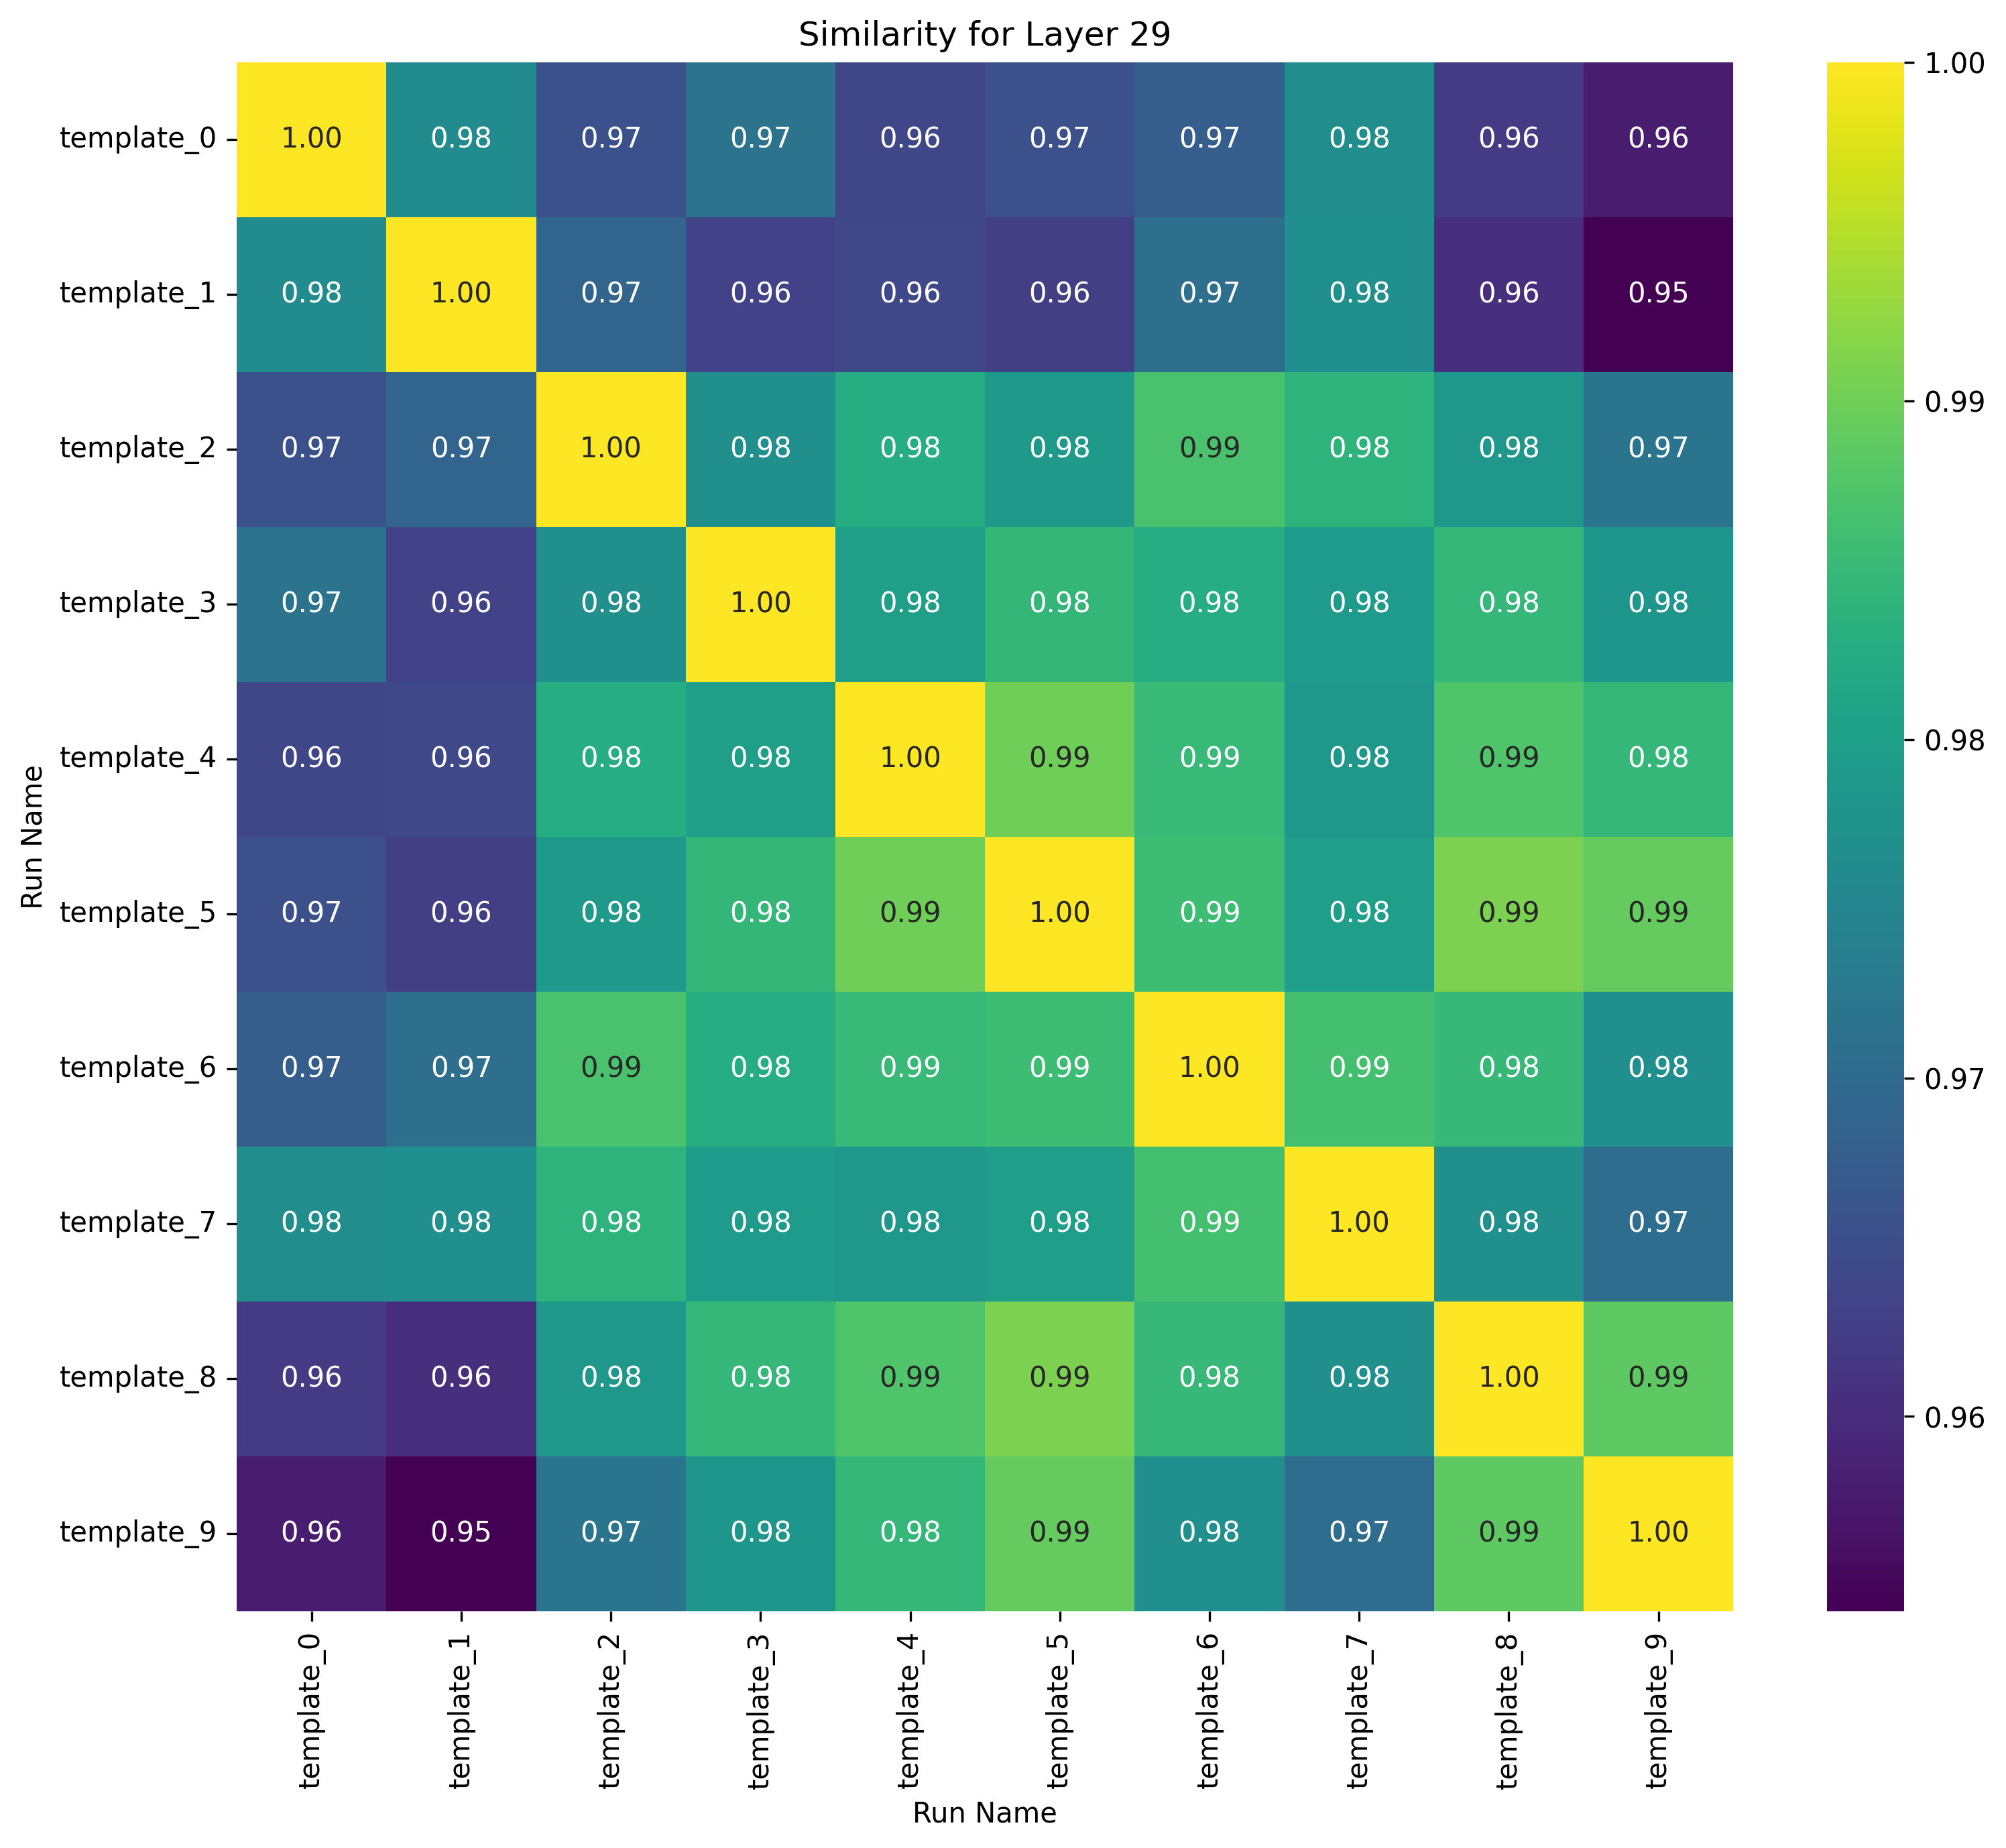 Similarity for Layer 29
template_0 1.00 0.98 0.97 0.97 0.96 0.97 0.97 0.98 0.96 0.96
template_1 0.98 1.00 0.97 0.96 0.96 0.96 0.97 0.98 0.96 0.95
template_2 0.97 0.97 1.00 0.98 0.98 0.98 0.99 0.98 0.98 0.97
template_3 0.97 0.96 0.98 1.00 0.98 0.98 0.98 0.98 0.98 0.98
template_4 0.96 0.96 0.98 0.98 1.00 0.99 0.99 0.98 0.99 0.98
template_5 0.97 0.96 0.98 0.98 0.99 1.00 0.99 0.98 0.99 0.99
template_6 0.97 0.97 0.99 0.98 0.99 0.99 1.00 0.99 0.98 0.98
template_7 0.98 0.98 0.98 0.98 0.98 0.98 0.99 1.00 0.98 0.97
template_8 0.96 0.96 0.98 0.98 0.99 0.99 0.98 0.98 1.00 0.99
template_9 0.96 0.95 0.97 0.98 0.98 0.99 0.98 0.97 0.99 1.00
template_0 template_1 template_2 template_3 template_4 template_5 template_6 template_7 template_8 template_9
Run Name
Run Name
1.00
0.99
0.98
0.97
0.96